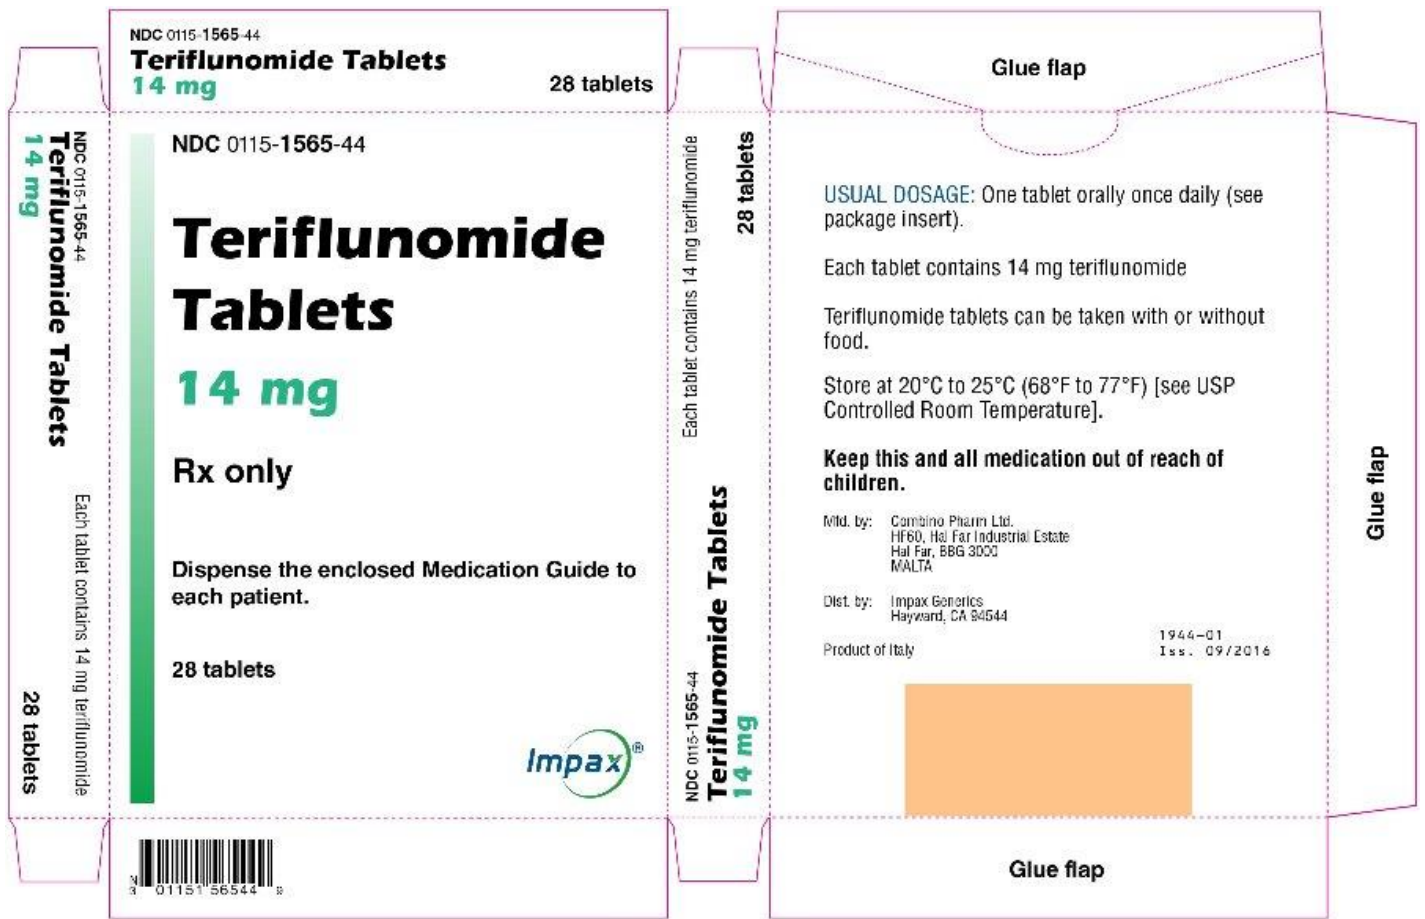 NDC 0115-1565-44
Teriflunomide Tablets
14 mg
28 tablets
NDC 0115-1565-44
Teriflunomide Tablets
14 mg
Each tablet contains 14 mg teriflunomide
28 tablets
NDC 0115-1565-44
Teriflunomide
Tablets
14 mg
Rx only
Dispense the enclosed Medication Guide to
each patient.
28 tablets
Impax®
N
3 01151 56544 9
NDC 0115-1565-44
Teriflunomide Tablets
14 mg
Each tablet contains 14 mg teriflunomide
28 tablets
Glue flap
USUAL DOSAGE: One tablet orally once daily (see
package insert).
Each tablet contains 14 mg teriflunomide
Teriflunomide tablets can be taken with or without
food.
Store at 20°C to 25°C (68°F to 77°F) [see USP
Controlled Room Temperature].
Keep this and all medication out of reach of
children.
Mfd. by: Combino Pharm Ltd.
HF60, Hal Far Industrial Estate
Hal Far, BBG 3000
MALTA
Dist. by: Impax Generics
Hayward, CA 94544
Product of Italy
1944-01
Iss. 09/2016
Glue flap
Glue flap